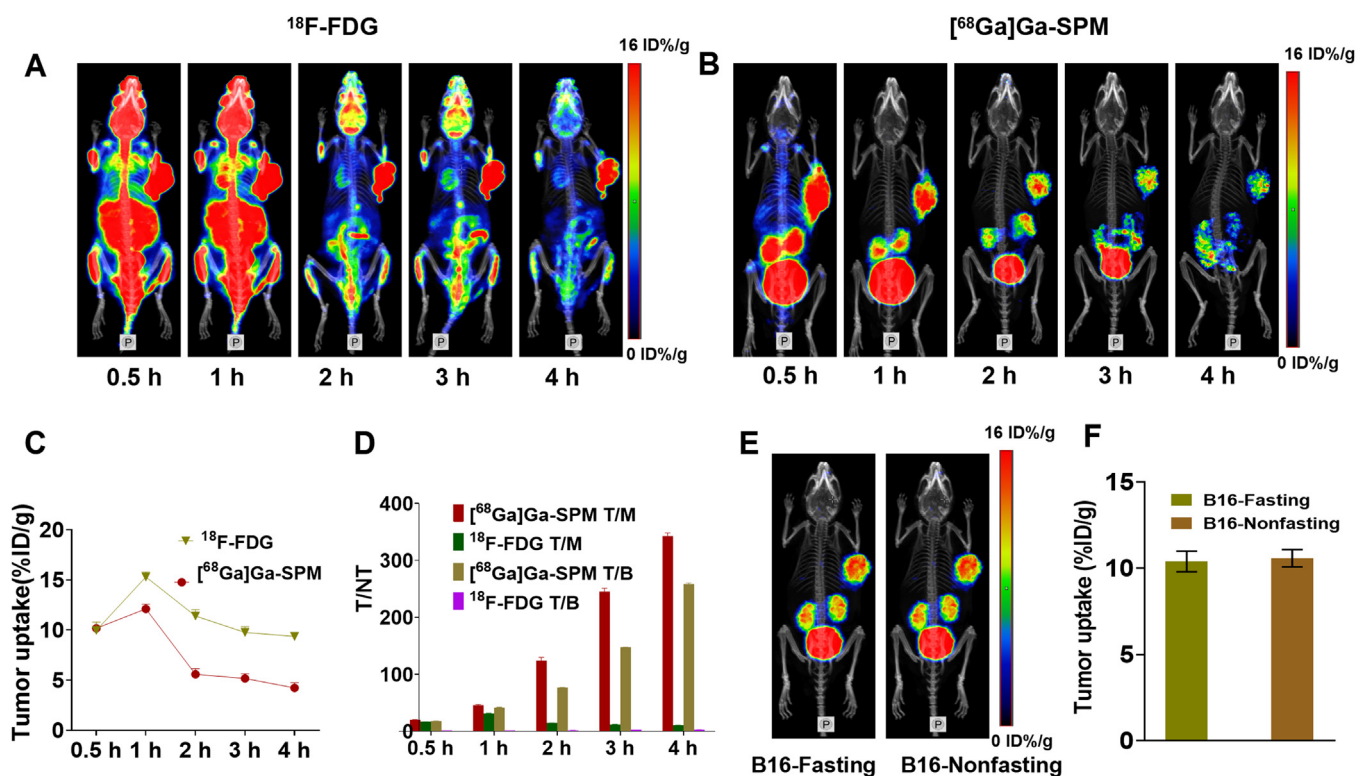 ¹⁸F-FDG
[⁶⁸Ga]Ga-SPM
A
16 ID%/g
0 ID%/g
P
P
P
P
P
0.5 h
1 h
2 h
3 h
4 h
B
16 ID%/g
0 ID%/g
P
P
P
P
P
0.5 h
1 h
2 h
3 h
4 h
C
Tumor uptake(%ID/g)
20
15
10
5
0
¹⁸F-FDG
[⁶⁸Ga]Ga-SPM
0.5 h
1 h
2 h
3 h
4 h
D
T/NT
400
300
200
100
0
[⁶⁸Ga]Ga-SPM T/M
¹⁸F-FDG T/M
[⁶⁸Ga]Ga-SPM T/B
¹⁸F-FDG T/B
0.5 h
1 h
2 h
3 h
4 h
E
16 ID%/g
0 ID%/g
P
P
B16-Fasting
B16-Nonfasting
F
Tumor uptake (%ID/g)
15
10
5
0
B16-Fasting
B16-Nonfasting